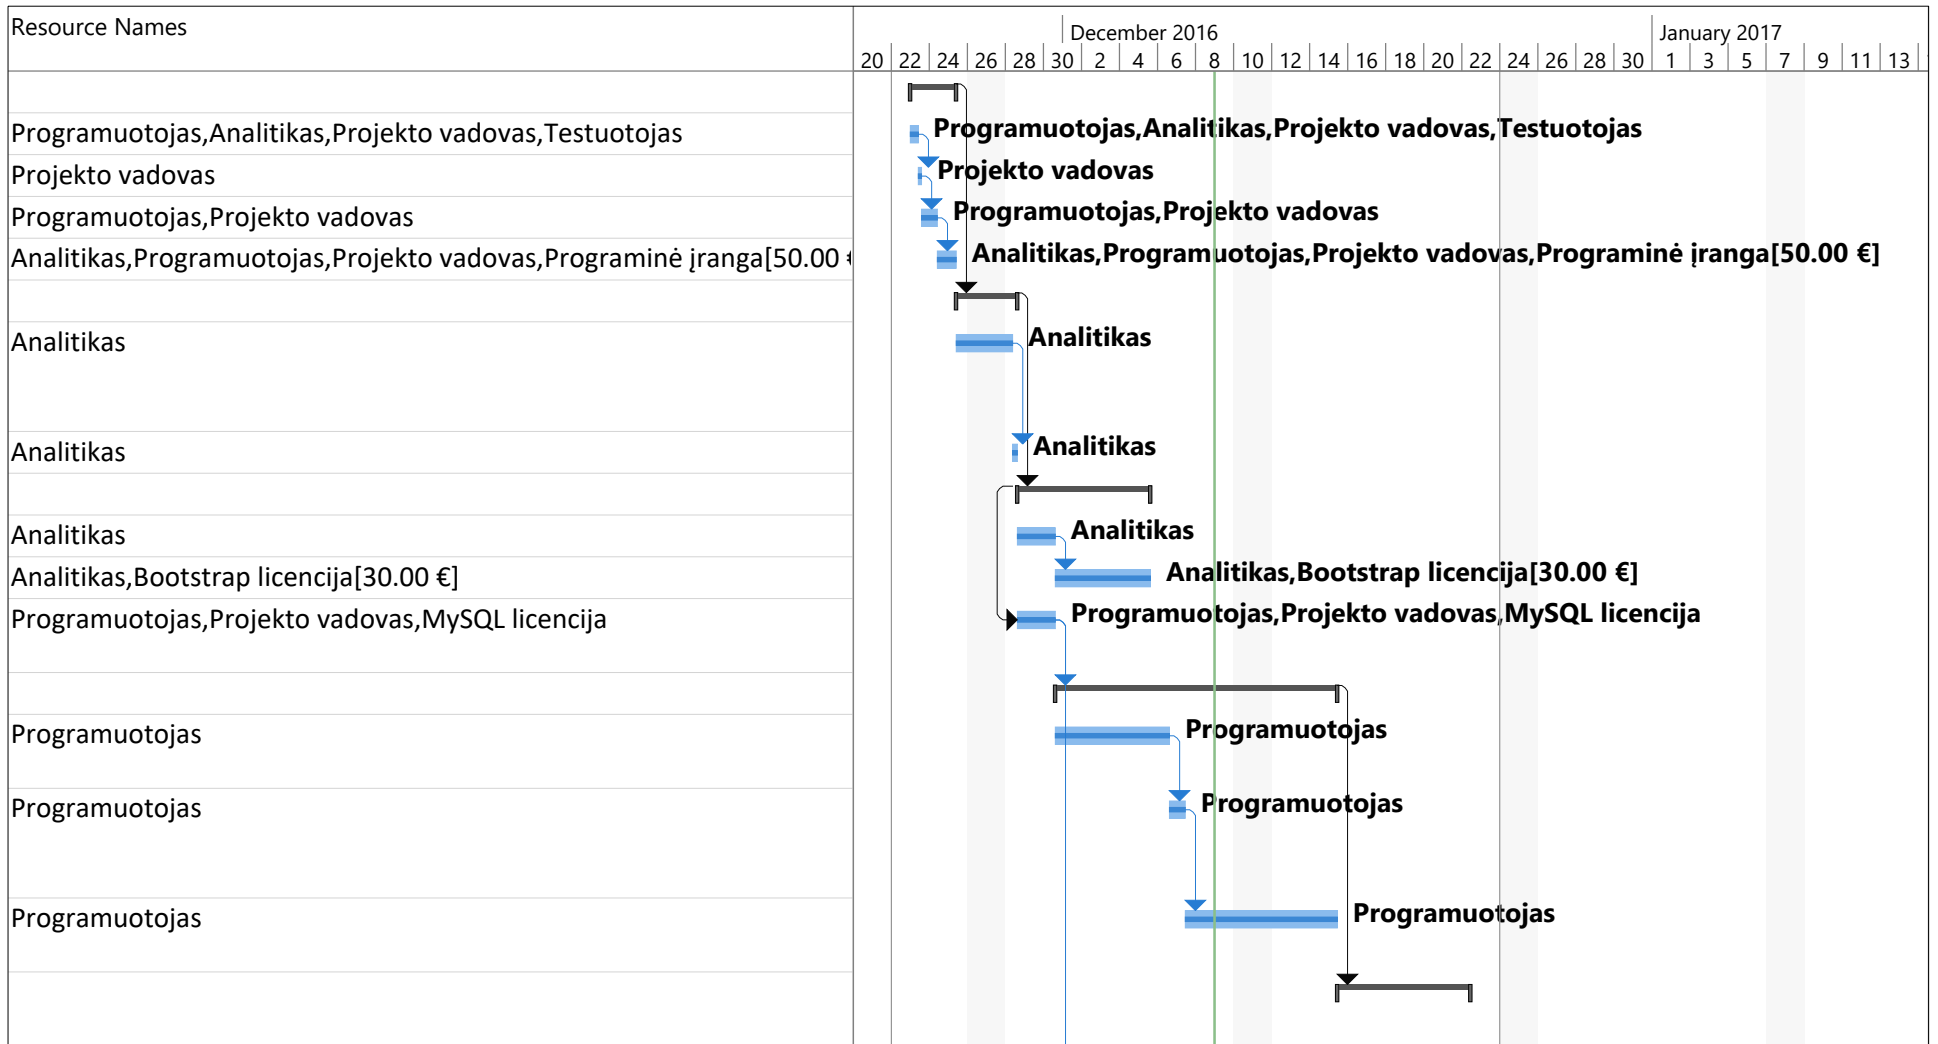 Resource Names
December 2016
January 2017
20 22 24 26 28 30 2 4 6 8 10 12 14 16 18 20 22 24 26 28 30 1 3 5 7 9 11 13
Programuotojas,Analitikas,Projekto vadovas,Testuotojas
Programuotojas,Analitikas,Projekto vadovas,Testuotojas
Projekto vadovas
Projekto vadovas
Programuotojas,Projekto vadovas
Programuotojas,Projekto vadovas
Analitikas,Programuotojas,Projekto vadovas,Programinė įranga[50.00
Analitikas,Programuotojas,Projekto vadovas,Programinė įranga[50.00 €]
Analitikas
Analitikas
Analitikas
Analitikas
Analitikas
Analitikas
Analitikas,Bootstrap licencija[30.00 €]
Analitikas,Bootstrap licencija[30.00 €]
Programuotojas,Projekto vadovas,MySQL licencija
Programuotojas,Projekto vadovas,MySQL licencija
Programuotojas
Programuotojas
Programuotojas
Programuotojas
Programuotojas
Programuotojas